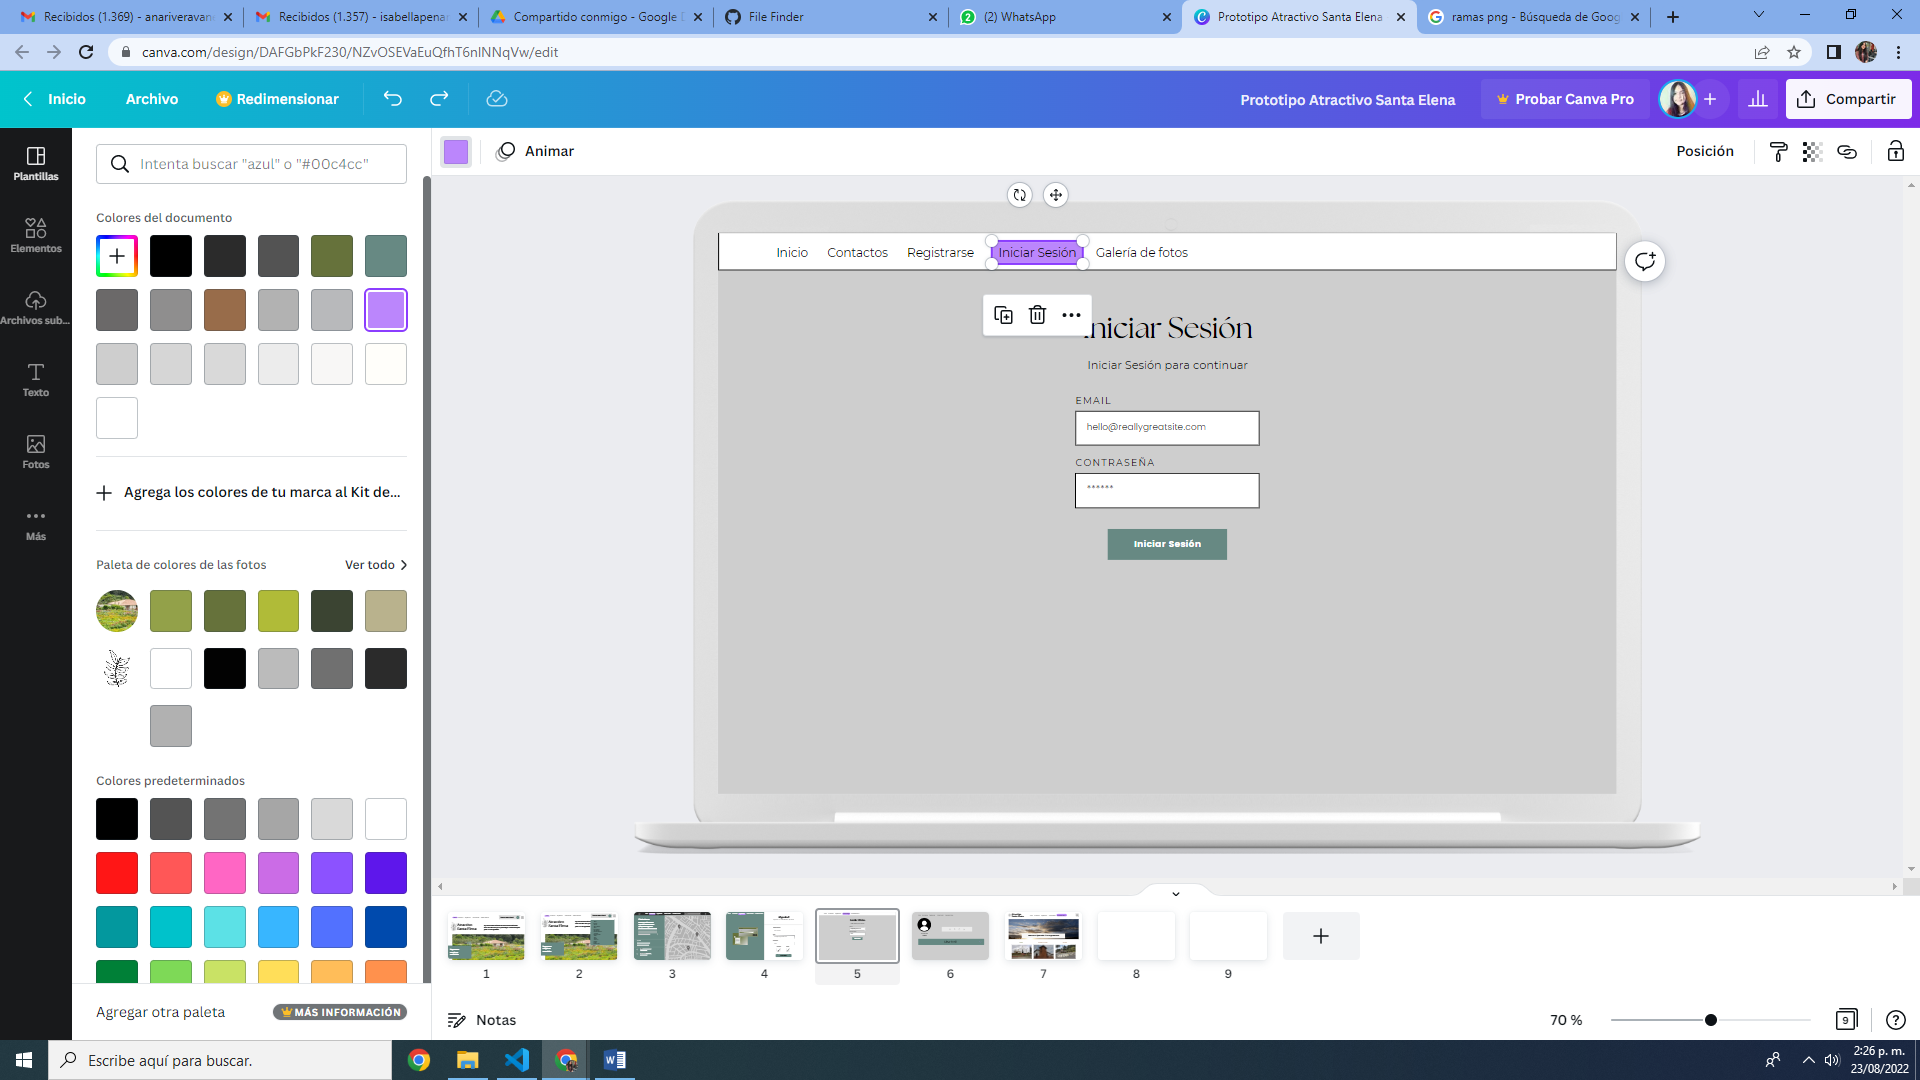 Recibidos (1.369) - anariveravan
Recibidos (1.357) - isabellapenar
Compartido conmigo - Google D
File Finder
(2) WhatsApp
Prototipo Atractivo Santa Elena
ramas png - Búsqueda de Goog
canva.com/design/DAFGbPkF230/NZvOSEVaEuQfhT6nINNqVw/edit
Inicio
Archivo
Redimensionar
Prototipo Atractivo Santa Elena
Probar Canva Pro
Compartir
Plantillas
Elementos
Archivos sub...
Texto
Fotos
Más
Intenta buscar "azul" o "#00c4cc"
Colores del documento
Agrega los colores de tu marca al Kit de...
Paleta de colores de las fotos
Ver todo
Colores predeterminados
Agregar otra paleta
MÁS INFORMACIÓN
Animar
Posición
Inicio
Contactos
Registrarse
Iniciar Sesión
Galería de fotos
Iniciar Sesión
Iniciar Sesión para continuar
EMAIL
hello@reallygreatsite.com
CONTRASEÑA
******
Iniciar Sesión
1
2
3
4
5
6
7
8
9
Notas
70 %
9
Escribe aquí para buscar.
2:26 p. m.
23/08/2022